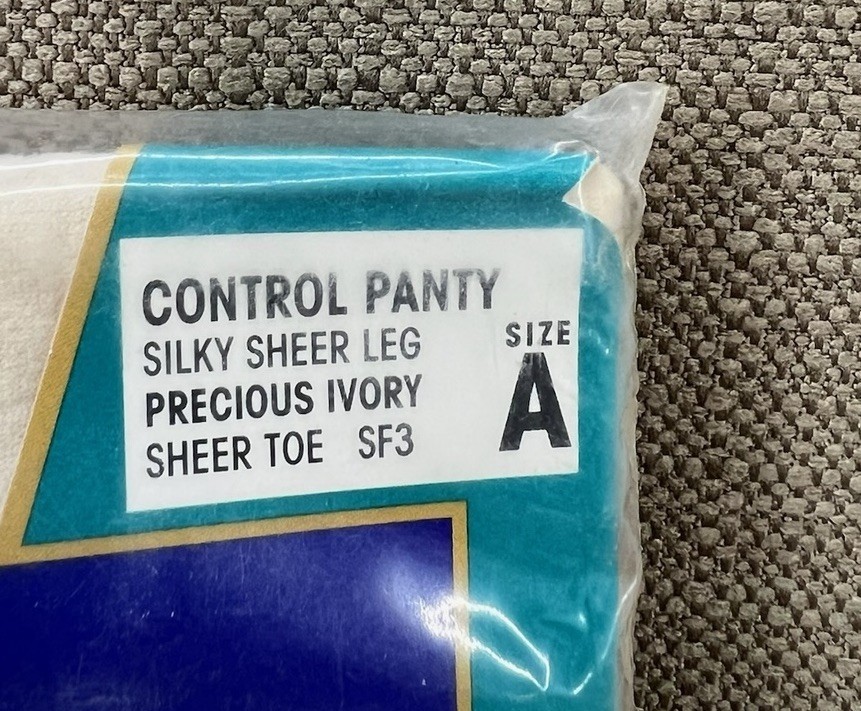 CONTROL PANTY
SILKY SHEER LEG
PRECIOUS IVORY
SHEER TOE SF3
SIZE
A